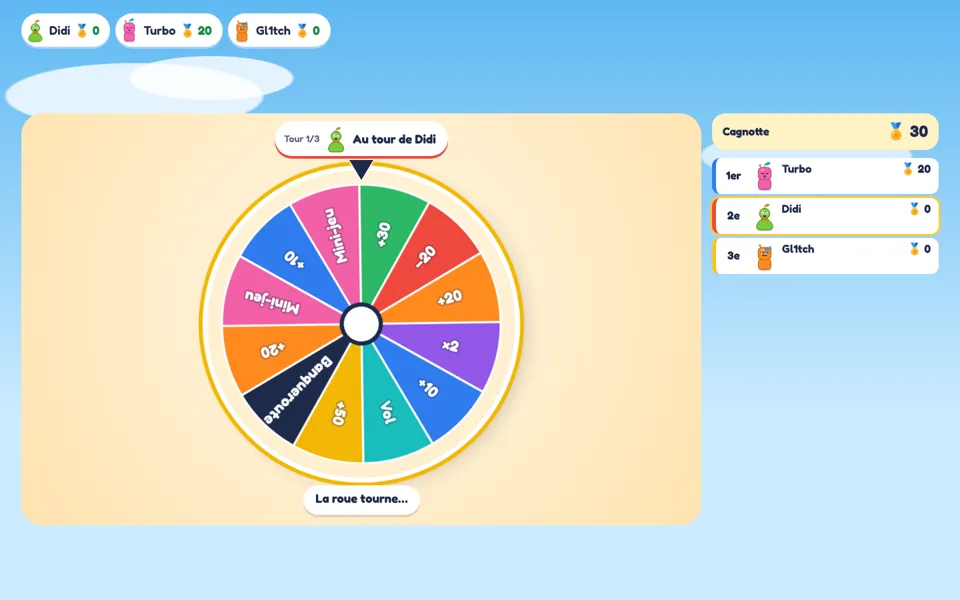 Didi 0
Turbo 20
Gl1tch 0
Tour 1/3 Au tour de Didi
+30
-20
+20
×2
+10
Vol
+50
Banqueroute
+20
Mini-jeu
+10
Mini-jeu
La roue tourne...
Cagnotte 30
1er Turbo 20
2e Didi 0
3e Gl1tch 0